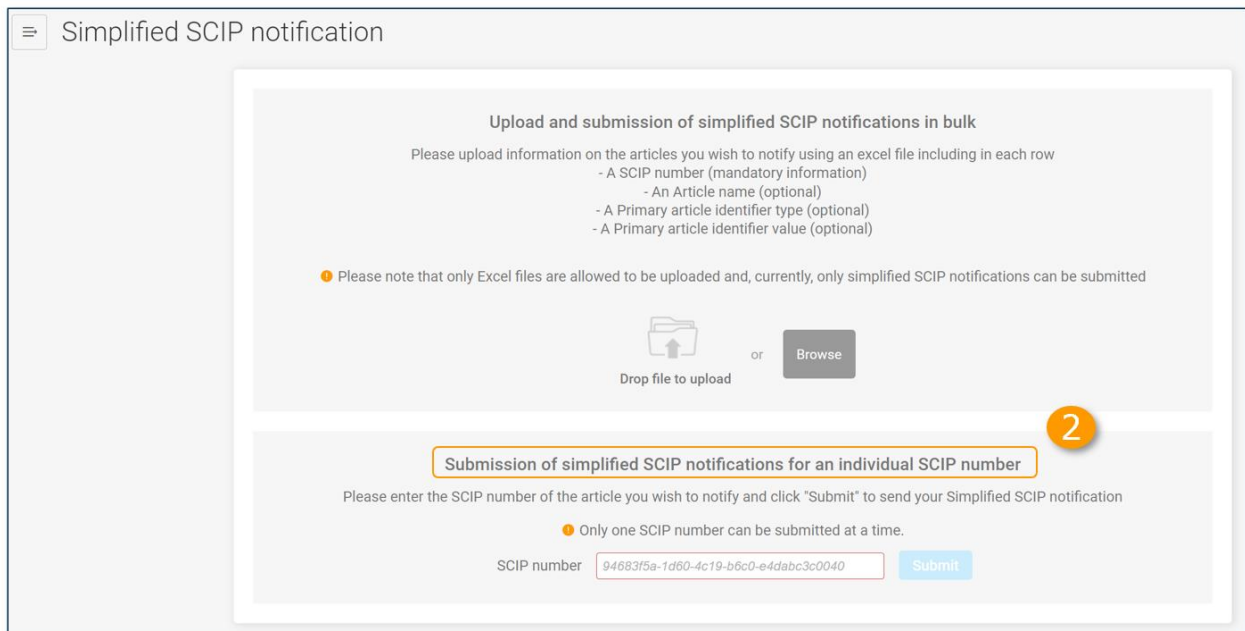 Simplified SCIP notification
Upload and submission of simplified SCIP notifications in bulk
Please upload information on the articles you wish to notify using an excel file including in each row
- A SCIP number (mandatory information)
- An Article name (optional)
- A Primary article identifier type (optional)
- A Primary article identifier value (optional)
Please note that only Excel files are allowed to be uploaded and, currently, only simplified SCIP notifications can be submitted
or
Browse
Drop file to upload
2
Submission of simplified SCIP notifications for an individual SCIP number
Please enter the SCIP number of the article you wish to notify and click "Submit" to send your Simplified SCIP notification
Only one SCIP number can be submitted at a time.
SCIP number 94683f5a-1d60-4c19-b6c0-e4dabc3c0040 Submit